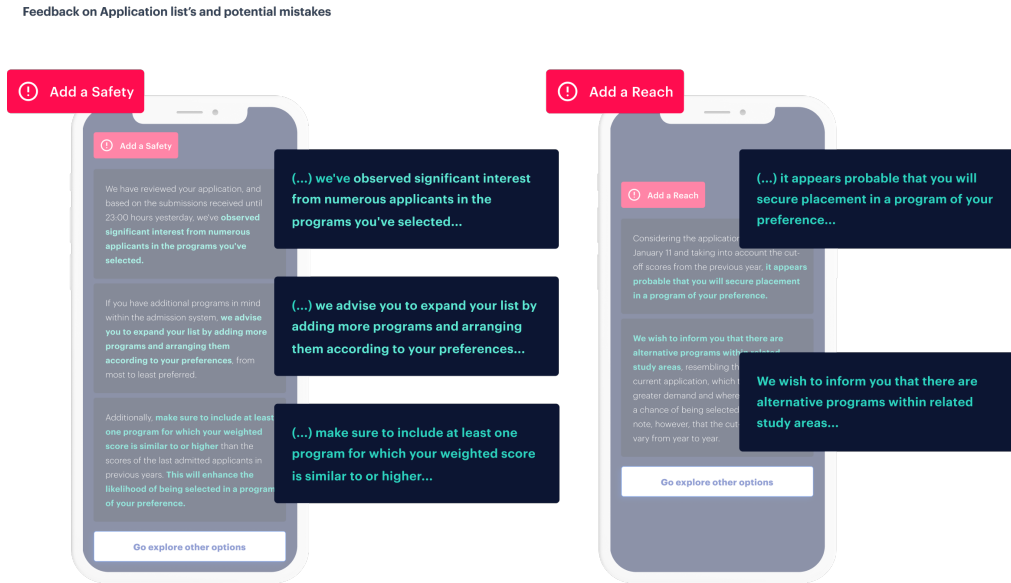 Feedback on Application list's and potential mistakes
Add a Safety
Add a Safety
We have reviewed your application, and
based on the submissions received until
23:00 hours yesterday, we've observed
significant interest from numerous
applicants in the programs you've
selected.
If you have additional programs in mind
within the admission system, we advise
you to expand your list by adding more
programs and arranging them
according to your preferences, from
most to least preferred.
Additionally, make sure to include at least
one program for which your weighted
score is similar to or higher than the
scores of the last admitted applicants in
previous years. This will enhance the
likelihood of being selected in a program
of your preference.
Go explore other options
(...) we've observed significant interest
from numerous applicants in the
programs you've selected...
(...) we advise you to expand your list by
adding more programs and arranging
them according to your preferences...
(...) make sure to include at least one
program for which your weighted score
is similar to or higher...
Add a Reach
Add a Reach
Considering the application
January 11 and taking into account the cut-
off scores from the previous year, it appears
probable that you will secure placement
in a program of your preference.
We wish to inform you that there are
alternative programs within related
study areas, resembling
current application, which
greater demand and where
a chance of being selected
note, however, that the cut
vary from year to year.
Go explore other options
(...) it appears probable that you will
secure placement in a program of your
preference...
We wish to inform you that there are
alternative programs within related
study areas...